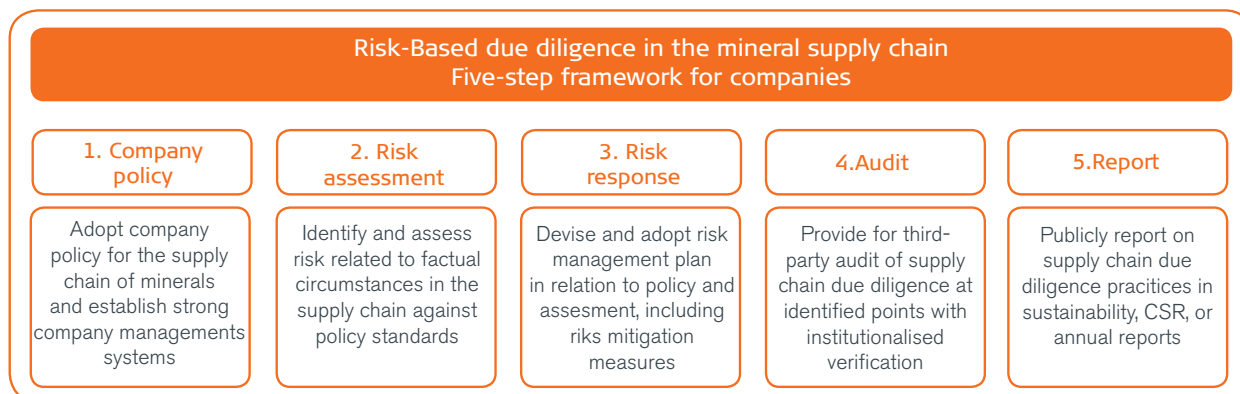 Risk-Based due diligence in the mineral supply chain
Five-step framework for companies
1. Company
policy
Adopt company
policy for the supply
chain of minerals
and establish strong
company managements
systems
2. Risk
assessment
Identify and assess
risk related to factual
circumstances in the
supply chain against
policy standards
3. Risk
response
Devise and adopt risk
management plan
in relation to policy and
assesment, including
riks mitigation
measures
4.Audit
Provide for third-
party audit of supply
chain due diligence at
identified points with
institutionalised
verification
5.Report
Publicly report on
supply chain due
diligence pracitices in
sustainability, CSR, or
annual reports